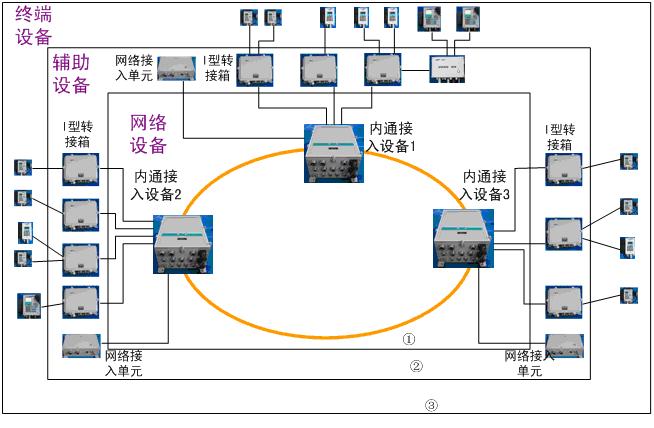 终端
设备
辅助
设备
网络接
入单元
I型转
接箱
网络
设备
内通接
入设备1
I型转
接箱
I型转
接箱
内通接
入设备2
内通接
入设备3
①
网络接
入单元
网络接入
单元
②
③